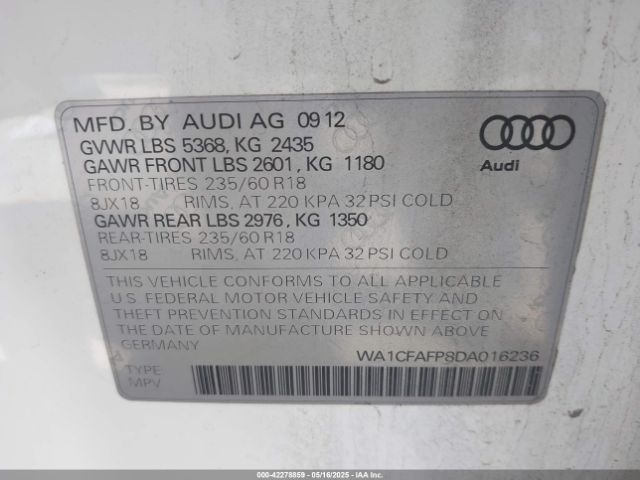 MFD. BY AUDI AG 0912
GVWR LBS 5368, KG 2435
GAWR FRONT LBS 2601, KG 1180
FRONT-TIRES 235/60 R18
8JX18 RIMS, AT 220 KPA 32 PSI COLD
GAWR REAR LBS 2976, KG 1350
REAR-TIRES 235/60 R18
8JX18 RIMS, AT 220 KPA 32 PSI COLD
Audi
THIS VEHICLE CONFORMS TO ALL APPLICABLE
U.S. FEDERAL MOTOR VEHICLE SAFETY AND
THEFT PREVENTION STANDARDS IN EFFECT ON
THE DATE OF MANUFACTURE SHOWN ABOVE
GERMANY
WA1CFAFP8DA016236
TYPE
MPV
000-42278859 - 05/16/2025 - IAAI.COM